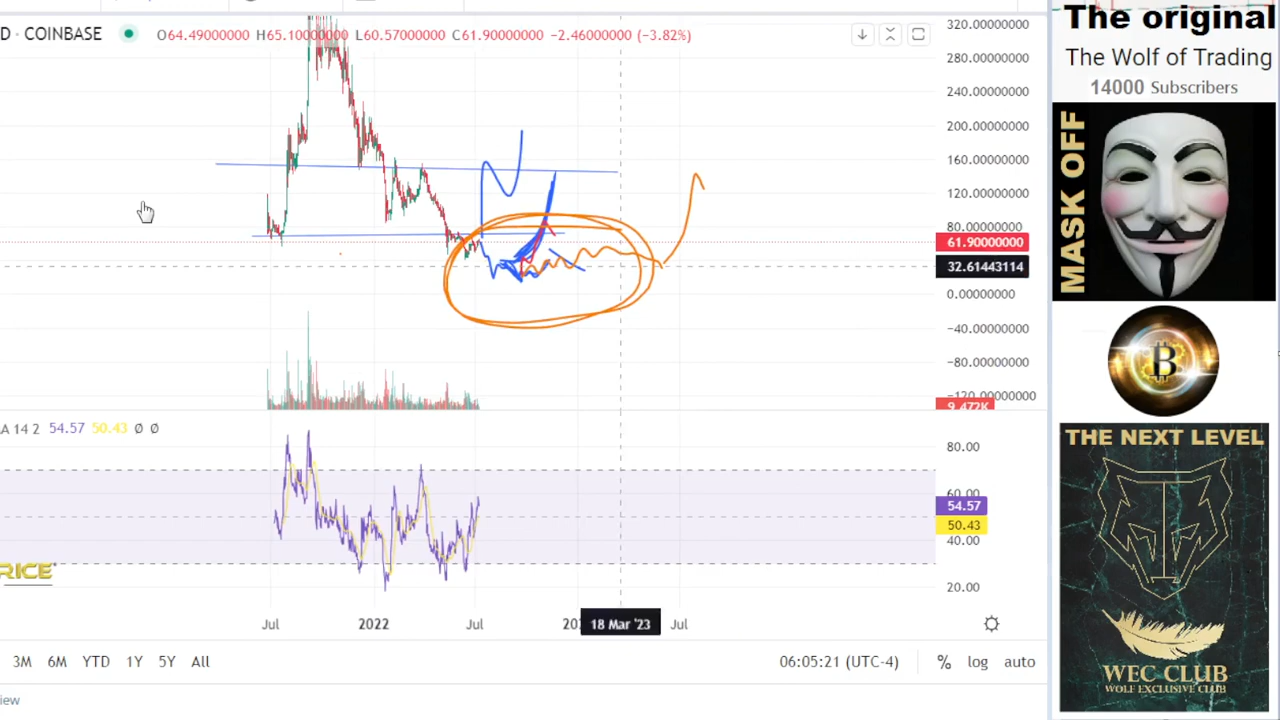 D · COINBASE
O64.49000000 H65.10000000 L60.57000000 C61.90000000 −2.46000000 (−3.82%)
320.00000000
280.00000000
240.00000000
200.00000000
160.00000000
120.00000000
80.00000000
61.90000000
32.61443114
0.00000000
−40.00000000
−80.00000000
−120.00000000
9.472K
A 14 2 54.57 50.43 Ø Ø
80.00
60.00
54.57
50.43
40.00
20.00
RICE
Jul 2022 Jul 18 Mar '23 Jul
3M 6M YTD 1Y 5Y All
06:05:21 (UTC-4) % log auto
iew
The original
The Wolf of Trading
14000 Subscribers
MASK OFF
THE NEXT LEVEL
WEC CLUB
WOLF EXCLUSIVE CLUB